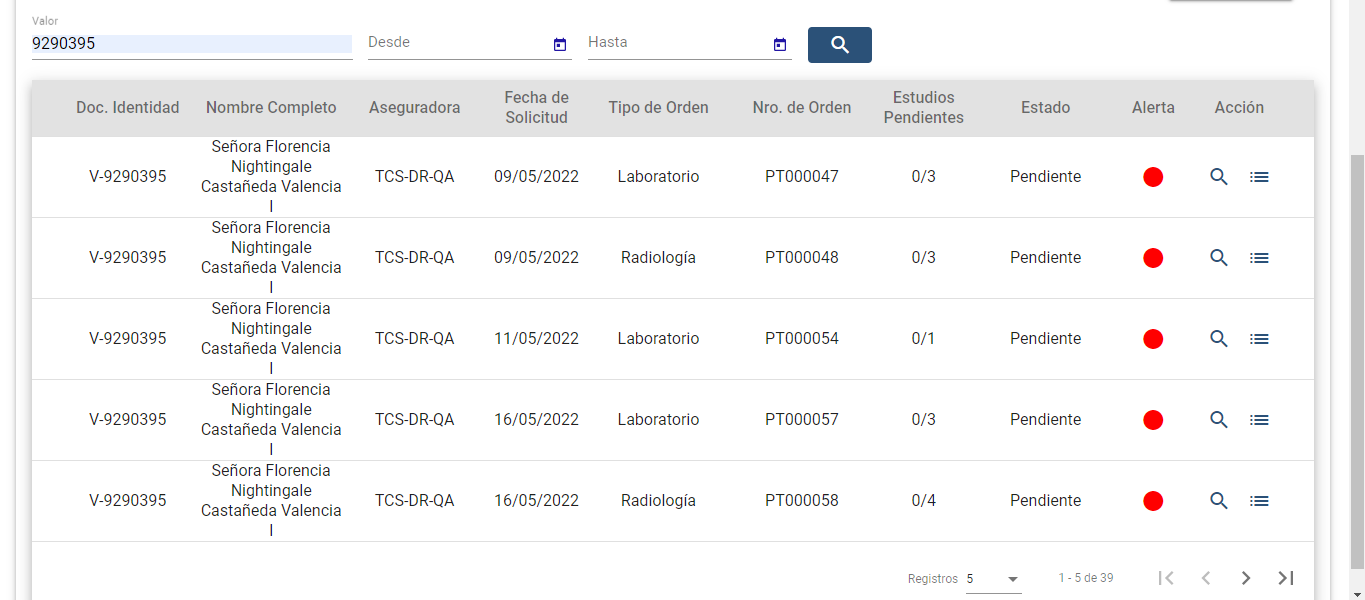 Valor
9290395 Desde Hasta
Doc. Identidad Nombre Completo Aseguradora Fecha de Solicitud Tipo de Orden Nro. de Orden Estudios Pendientes Estado Alerta Acción
V-9290395 Señora Florencia Nightingale Castañeda Valencia I TCS-DR-QA 09/05/2022 Laboratorio PT000047 0/3 Pendiente
V-9290395 Señora Florencia Nightingale Castañeda Valencia I TCS-DR-QA 09/05/2022 Radiología PT000048 0/3 Pendiente
V-9290395 Señora Florencia Nightingale Castañeda Valencia I TCS-DR-QA 11/05/2022 Laboratorio PT000054 0/1 Pendiente
V-9290395 Señora Florencia Nightingale Castañeda Valencia I TCS-DR-QA 16/05/2022 Laboratorio PT000057 0/3 Pendiente
V-9290395 Señora Florencia Nightingale Castañeda Valencia I TCS-DR-QA 16/05/2022 Radiología PT000058 0/4 Pendiente
Registros 5 1 - 5 de 39